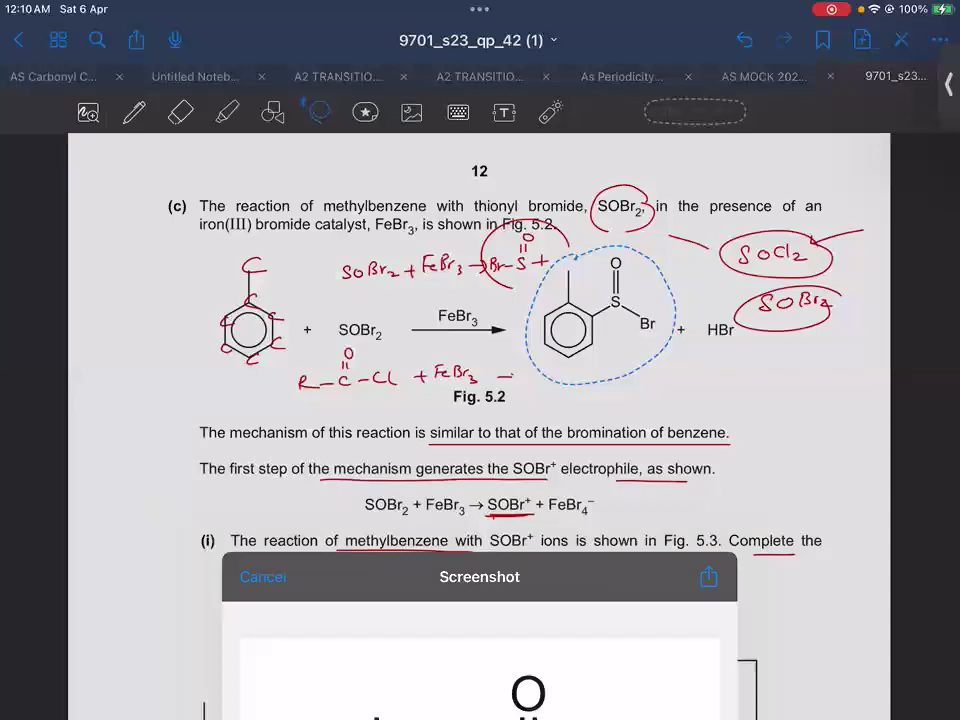 12:10 AM Sat 6 Apr
100%
9701_s23_qp_42 (1)
AS Carbonyl C...
Untitled Noteb...
A2 TRANSITIO...
A2 TRANSITIO...
As Periodicity...
AS MOCK 202...
9701_s23...
12
(c) The reaction of methylbenzene with thionyl bromide, SOBr₂, in the presence of an
iron(III) bromide catalyst, FeBr₃, is shown in Fig. 5.2.
SOCl₂
SOBr₂
SOBr₂ + FeBr₃ → Br–S +
O
C
C
C
C
C
C
C
+ SOBr₂
FeBr₃
O
S
Br
+ HBr
O
R – C – Cl + FeBr₃ –
Fig. 5.2
The mechanism of this reaction is similar to that of the bromination of benzene.
The first step of the mechanism generates the SOBr⁺ electrophile, as shown.
SOBr₂ + FeBr₃ → SOBr⁺ + FeBr₄⁻
(i) The reaction of methylbenzene with SOBr⁺ ions is shown in Fig. 5.3. Complete the
Cancel
Screenshot
O